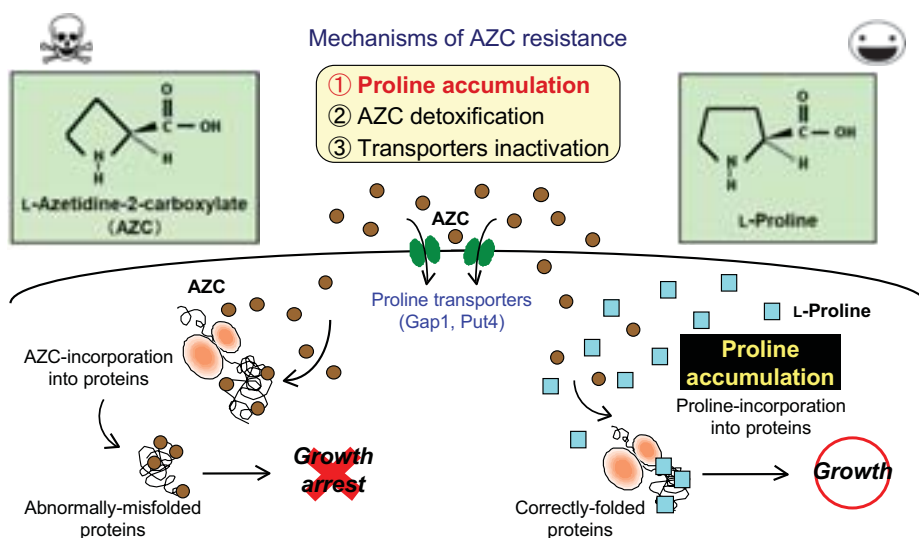 Mechanisms of AZC resistance
① Proline accumulation
② AZC detoxification
③ Transporters inactivation
O
C
OH
N
H
H
L-Azetidine-2-carboxylate
(AZC)
O
C
OH
N
H
H
L-Proline
AZC
Proline transporters
(Gap1, Put4)
AZC
AZC-incorporation
into proteins
Abnormally-misfolded
proteins
Growth
arrest
L-Proline
Proline
accumulation
Proline-incorporation
into proteins
Correctly-folded
proteins
Growth